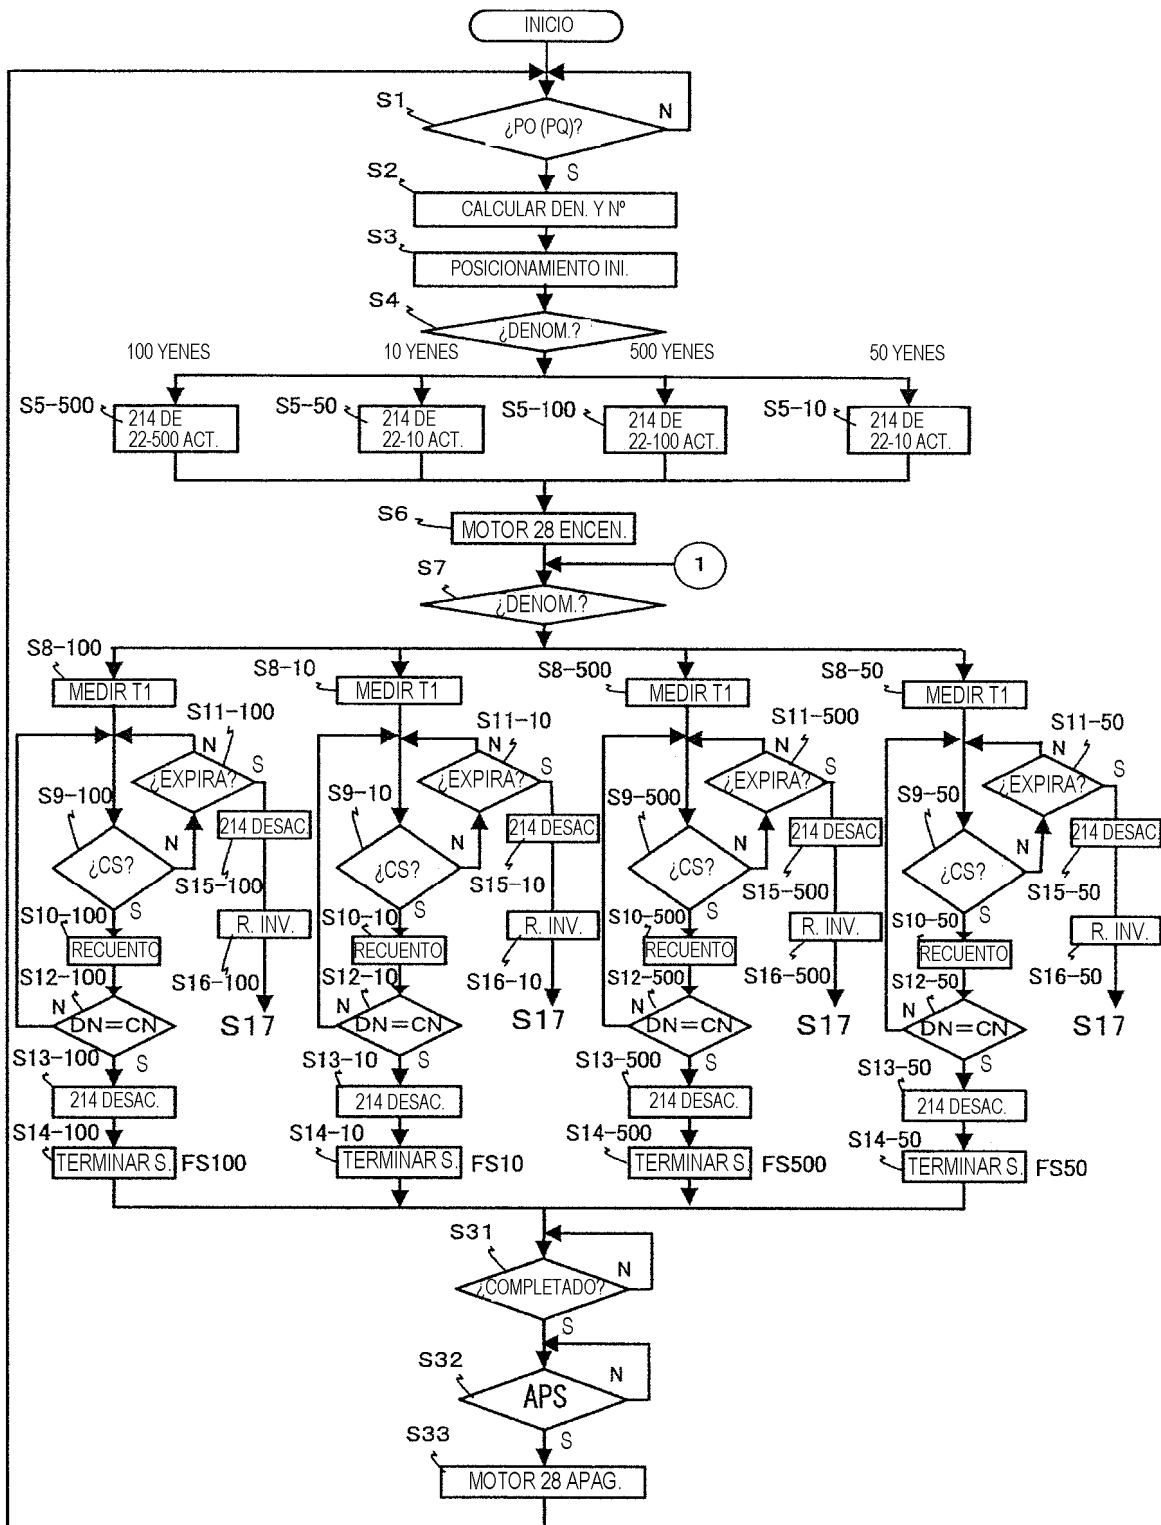 INICIO
S1
N
¿PO (PQ)?
S
S2
CALCULAR DEN. Y Nº
S3
POSICIONAMIENTO INI.
S4
¿DENOM.?
100 YENES
10 YENES
500 YENES
50 YENES
S5-500
214 DE
22-500 ACT.
S5-50
214 DE
22-10 ACT.
S5-100
214 DE
22-100 ACT.
S5-10
214 DE
22-10 ACT.
S6
MOTOR 28 ENCEN.
1
S7
¿DENOM.?
S8-100
MEDIR T1
S8-10
MEDIR T1
S8-500
MEDIR T1
S8-50
MEDIR T1
S11-100
N
¿EXPIRA?
S
S11-10
N
¿EXPIRA?
S
S11-500
N
¿EXPIRA?
S
S11-50
N
¿EXPIRA?
S
S9-100
¿CS?
N
S
S9-10
¿CS?
N
S
S9-500
¿CS?
N
S
S9-50
¿CS?
N
S
214 DESAC.
S15-100
214 DESAC.
S15-10
214 DESAC.
S15-500
214 DESAC.
S15-50
S10-100
RECUENTO
S10-10
RECUENTO
S10-500
RECUENTO
S10-50
RECUENTO
R. INV.
S16-100
S17
R. INV.
S16-10
S17
R. INV.
S16-500
S17
R. INV.
S16-50
S17
S12-100
N
DN=CN
S
S12-10
N
DN=CN
S
S12-500
N
DN=CN
S
S12-50
N
DN=CN
S
S13-100
214 DESAC.
S13-10
214 DESAC.
S13-500
214 DESAC.
S13-50
214 DESAC.
S14-100
TERMINAR S.
FS100
S14-10
TERMINAR S.
FS10
S14-500
TERMINAR S.
FS500
S14-50
TERMINAR S.
FS50
S31
¿COMPLETADO?
N
S
S32
APS
N
S
S33
MOTOR 28 APAG.